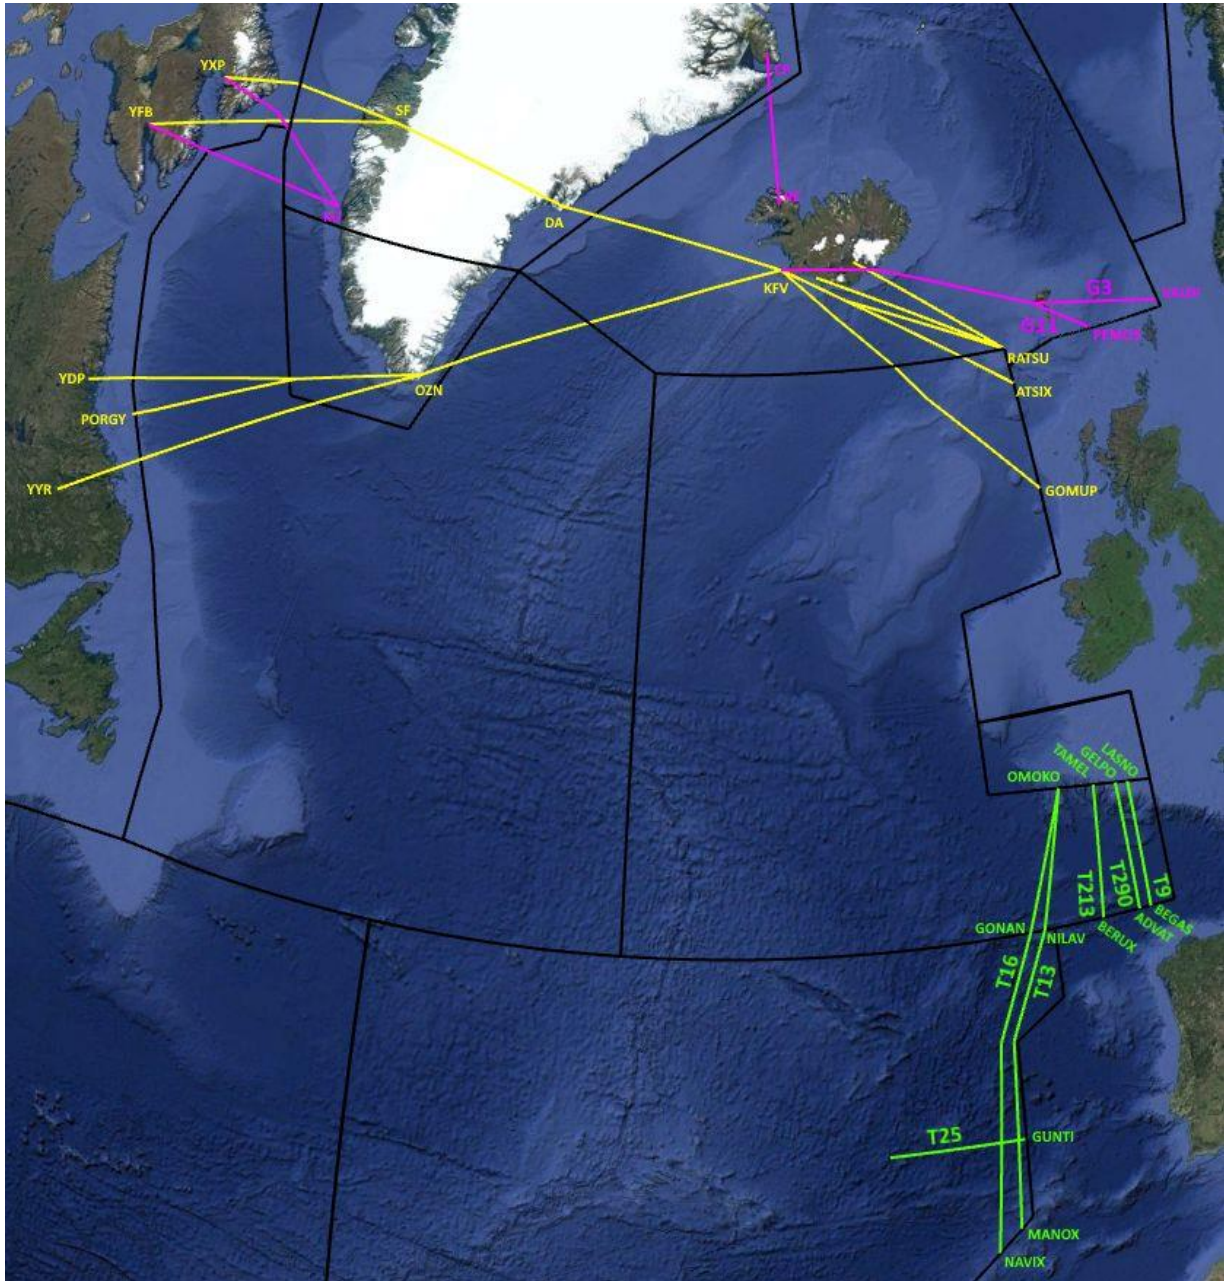 YXP
YFB
SF
DA
KFV
G3
G11
RATSU
ATSIX
OZN
YDP
PORGY
YYR
GOMUP
LASNO
GELPO
TAMEL
OMOKO
T9
T290
T213
BEGAS
ADVAT
BERUX
GONAN
NILAV
T16
T13
T25
GUNTI
MANOX
NAVIX